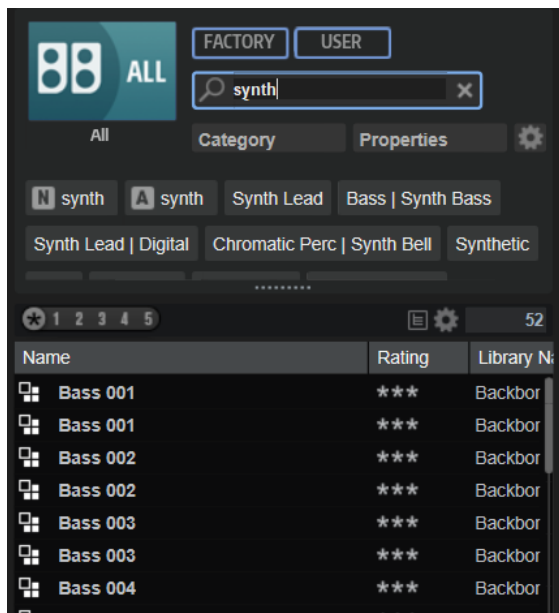 ALL
FACTORY USER
synth
All
Category Properties
N synth A synth Synth Lead Bass | Synth Bass
Synth Lead | Digital Chromatic Perc | Synth Bell Synthetic
1 2 3 4 5 52
Name Rating Library Na
Bass 001 *** Backbor
Bass 001 *** Backbor
Bass 002 *** Backbor
Bass 002 *** Backbor
Bass 003 *** Backbor
Bass 003 *** Backbor
Bass 004 *** Backbor